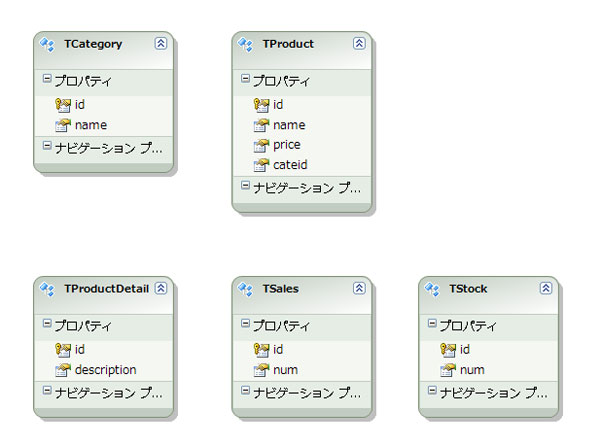 TCategory
プロパティ
id
name
ナビゲーション プ...
TProduct
プロパティ
id
name
price
cateid
ナビゲーション プ...
TProductDetail
プロパティ
id
description
ナビゲーション プ...
TSales
プロパティ
id
num
ナビゲーション プ...
TStock
プロパティ
id
num
ナビゲーション プ...